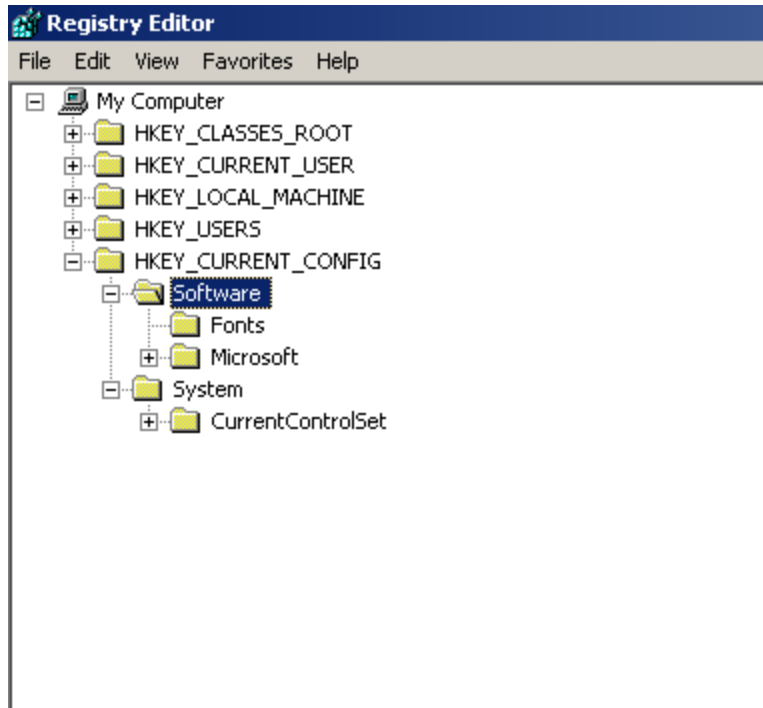 Registry Editor
File Edit View Favorites Help
My Computer
HKEY_CLASSES_ROOT
HKEY_CURRENT_USER
HKEY_LOCAL_MACHINE
HKEY_USERS
HKEY_CURRENT_CONFIG
Software
Fonts
Microsoft
System
CurrentControlSet